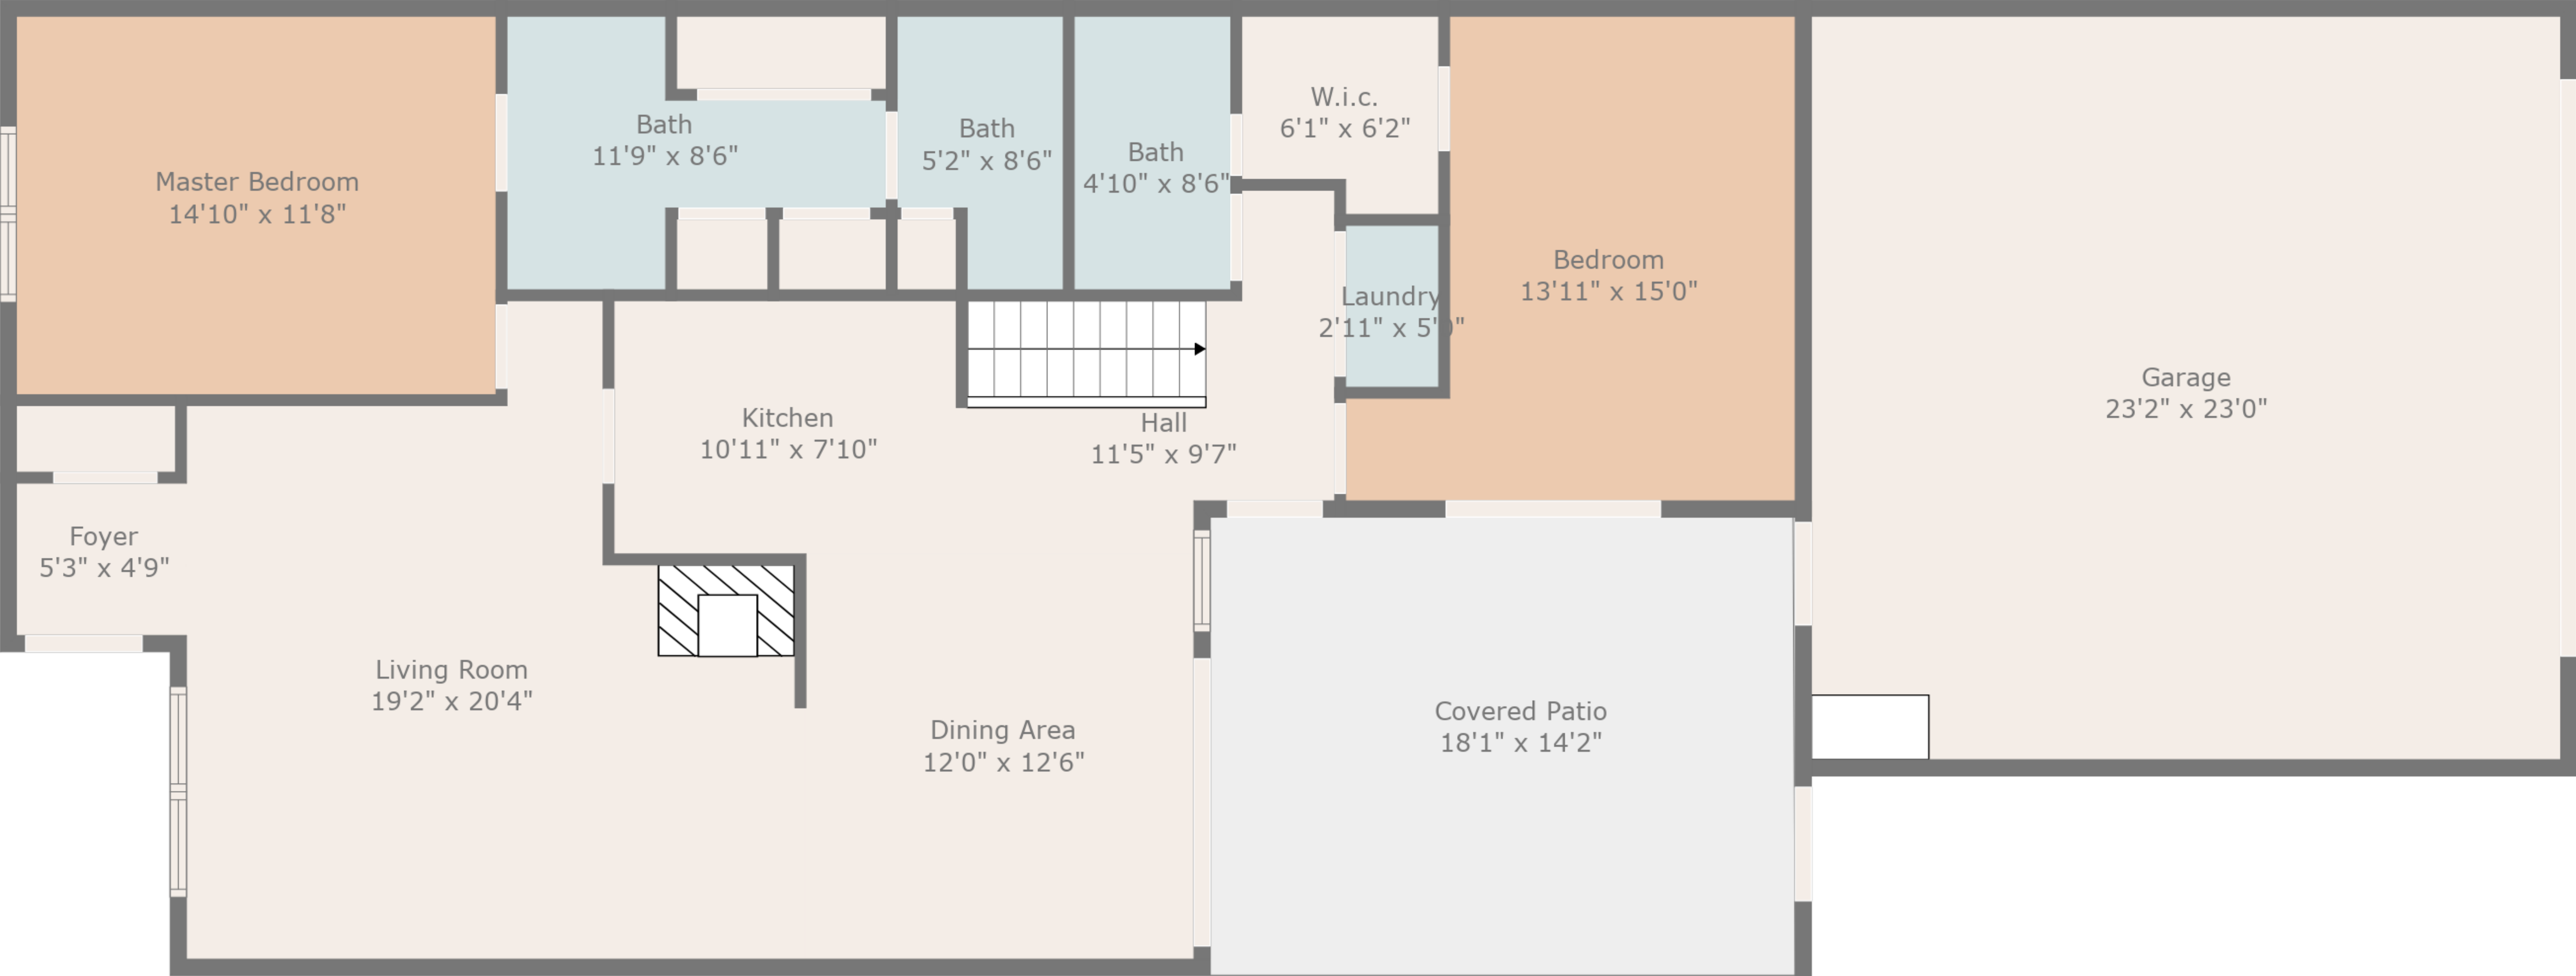 Master Bedroom
14'10" x 11'8"
Bath
11'9" x 8'6"
Bath
5'2" x 8'6"
Bath
4'10" x 8'6"
W.i.c.
6'1" x 6'2"
Bedroom
13'11" x 15'0"
Laundry
2'11" x
Garage
23'2" x 23'0"
Kitchen
10'11" x 7'10"
Hall
11'5" x 9'7"
Foyer
5'3" x 4'9"
Living Room
19'2" x 20'4"
Dining Area
12'0" x 12'6"
Covered Patio
18'1" x 14'2"